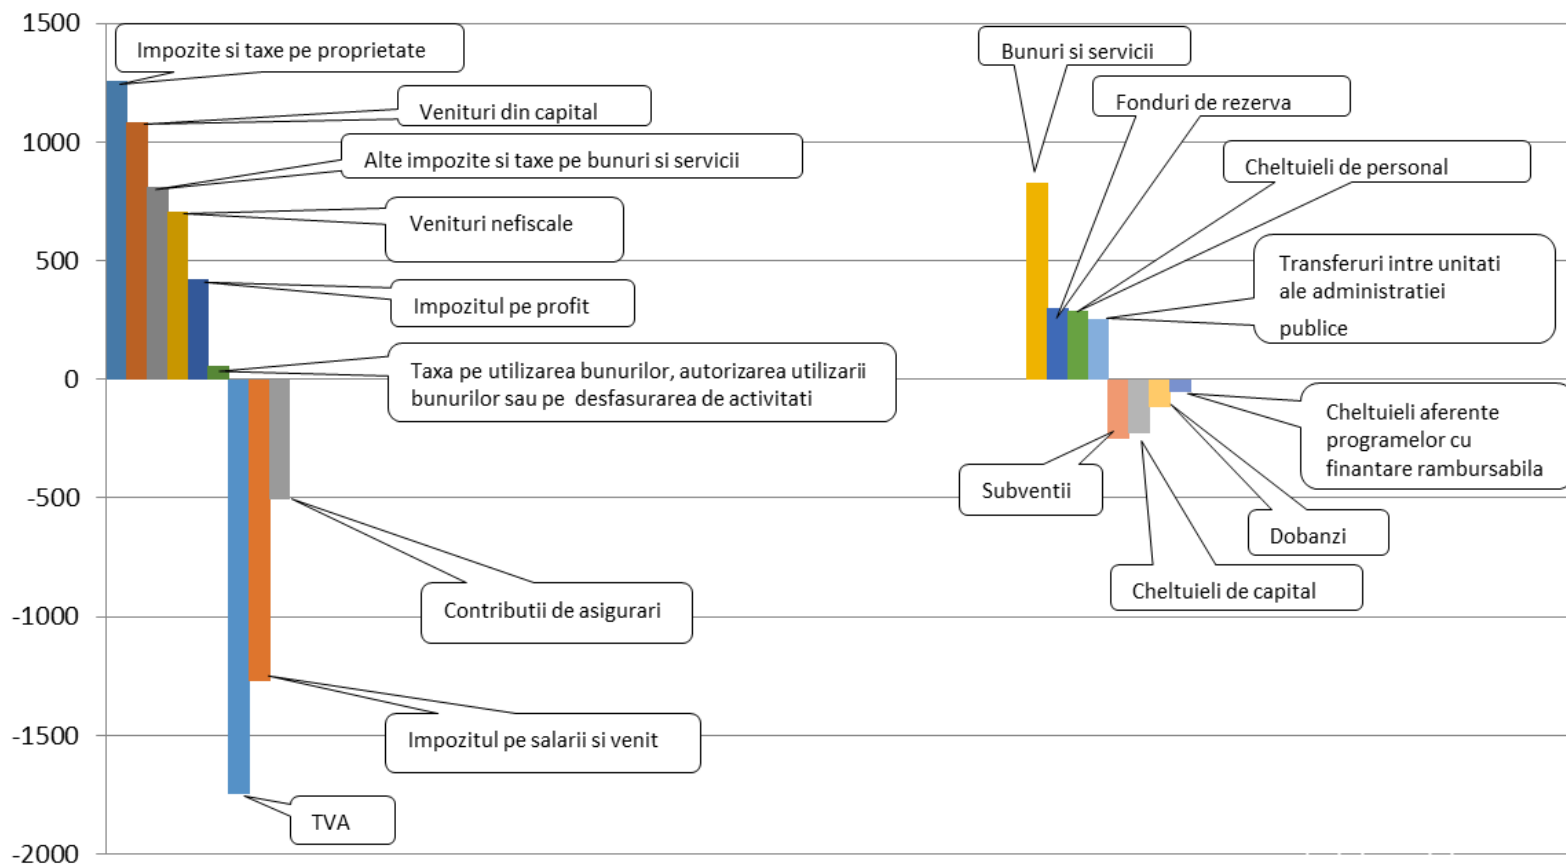 1500
1000
500
0
-500
-1000
-1500
-2000
Impozite si taxe pe proprietate
Venituri din capital
Alte impozite si taxe pe bunuri si servicii
Venituri nefiscale
Impozitul pe profit
Taxa pe utilizarea bunurilor, autorizarea utilizarii
bunurilor sau pe desfasurarea de activitati
Contributii de asigurari
Impozitul pe salarii si venit
TVA
Bunuri si servicii
Fonduri de rezerva
Cheltuieli de personal
Transferuri intre unitati
ale administratiei
publice
Cheltuieli aferente
programelor cu
finantare rambursabila
Subventii
Dobanzi
Cheltuieli de capital